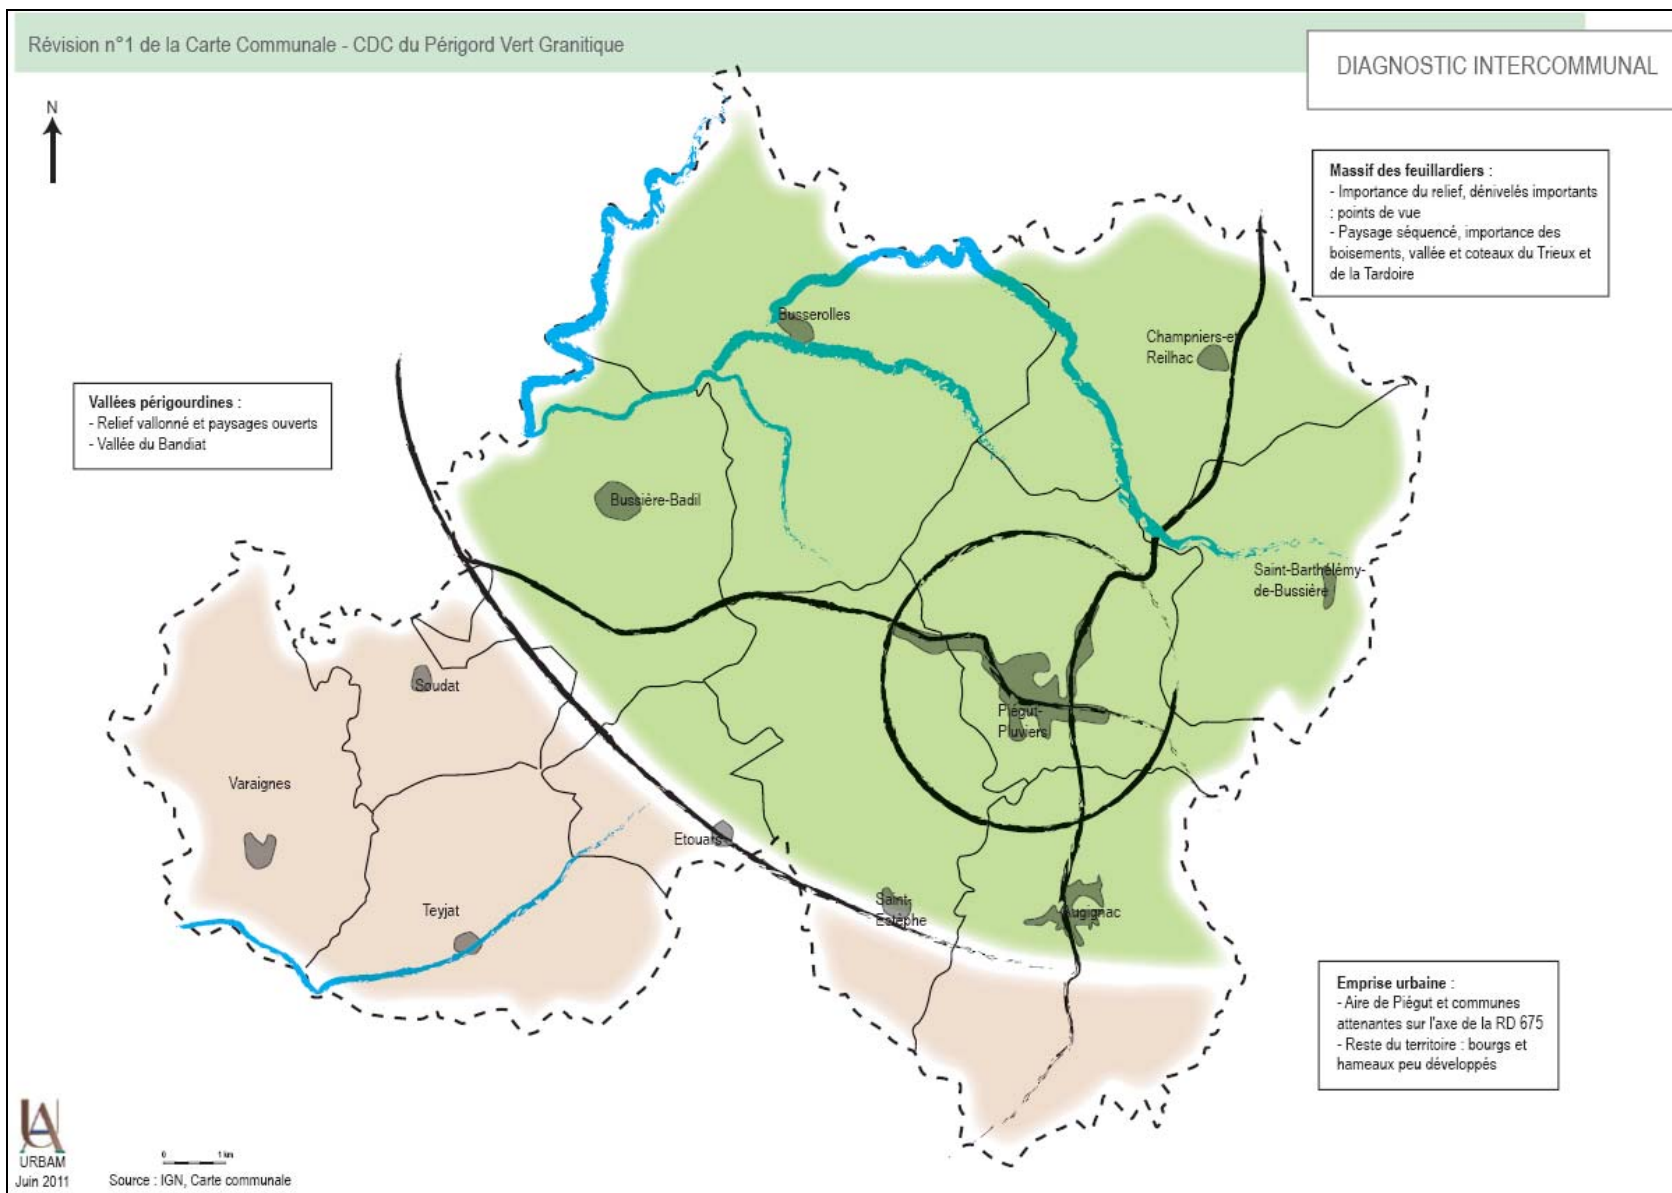 Révision n°1 de la Carte Communale - CDC du Périgord Vert Granitique
DIAGNOSTIC INTERCOMMUNAL
N
Massif des feuillardiers :
- Importance du relief, dénivelés importants
: points de vue
- Paysage séquencé, importance des
boisements, vallée et coteaux du Trieux et
de la Tardoire
Busserolles
Champniers-et
Reilhac
Vallées périgourdines :
- Relief vallonné et paysages ouverts
- Vallée du Bandiat
Bussière-Badil
Saint-Barthélémy-
de-Bussière
Soudat
Piégut-
Pluviers
Varaignes
Etouars
Teyjat
Saint-
Estèphe
Augignac
Emprise urbaine :
- Aire de Piégut et communes
attenantes sur l'axe de la RD 675
- Reste du territoire : bourgs et
hameaux peu développés
UA
URBAM
Juin 2011
0 1 km
Source : IGN, Carte communale